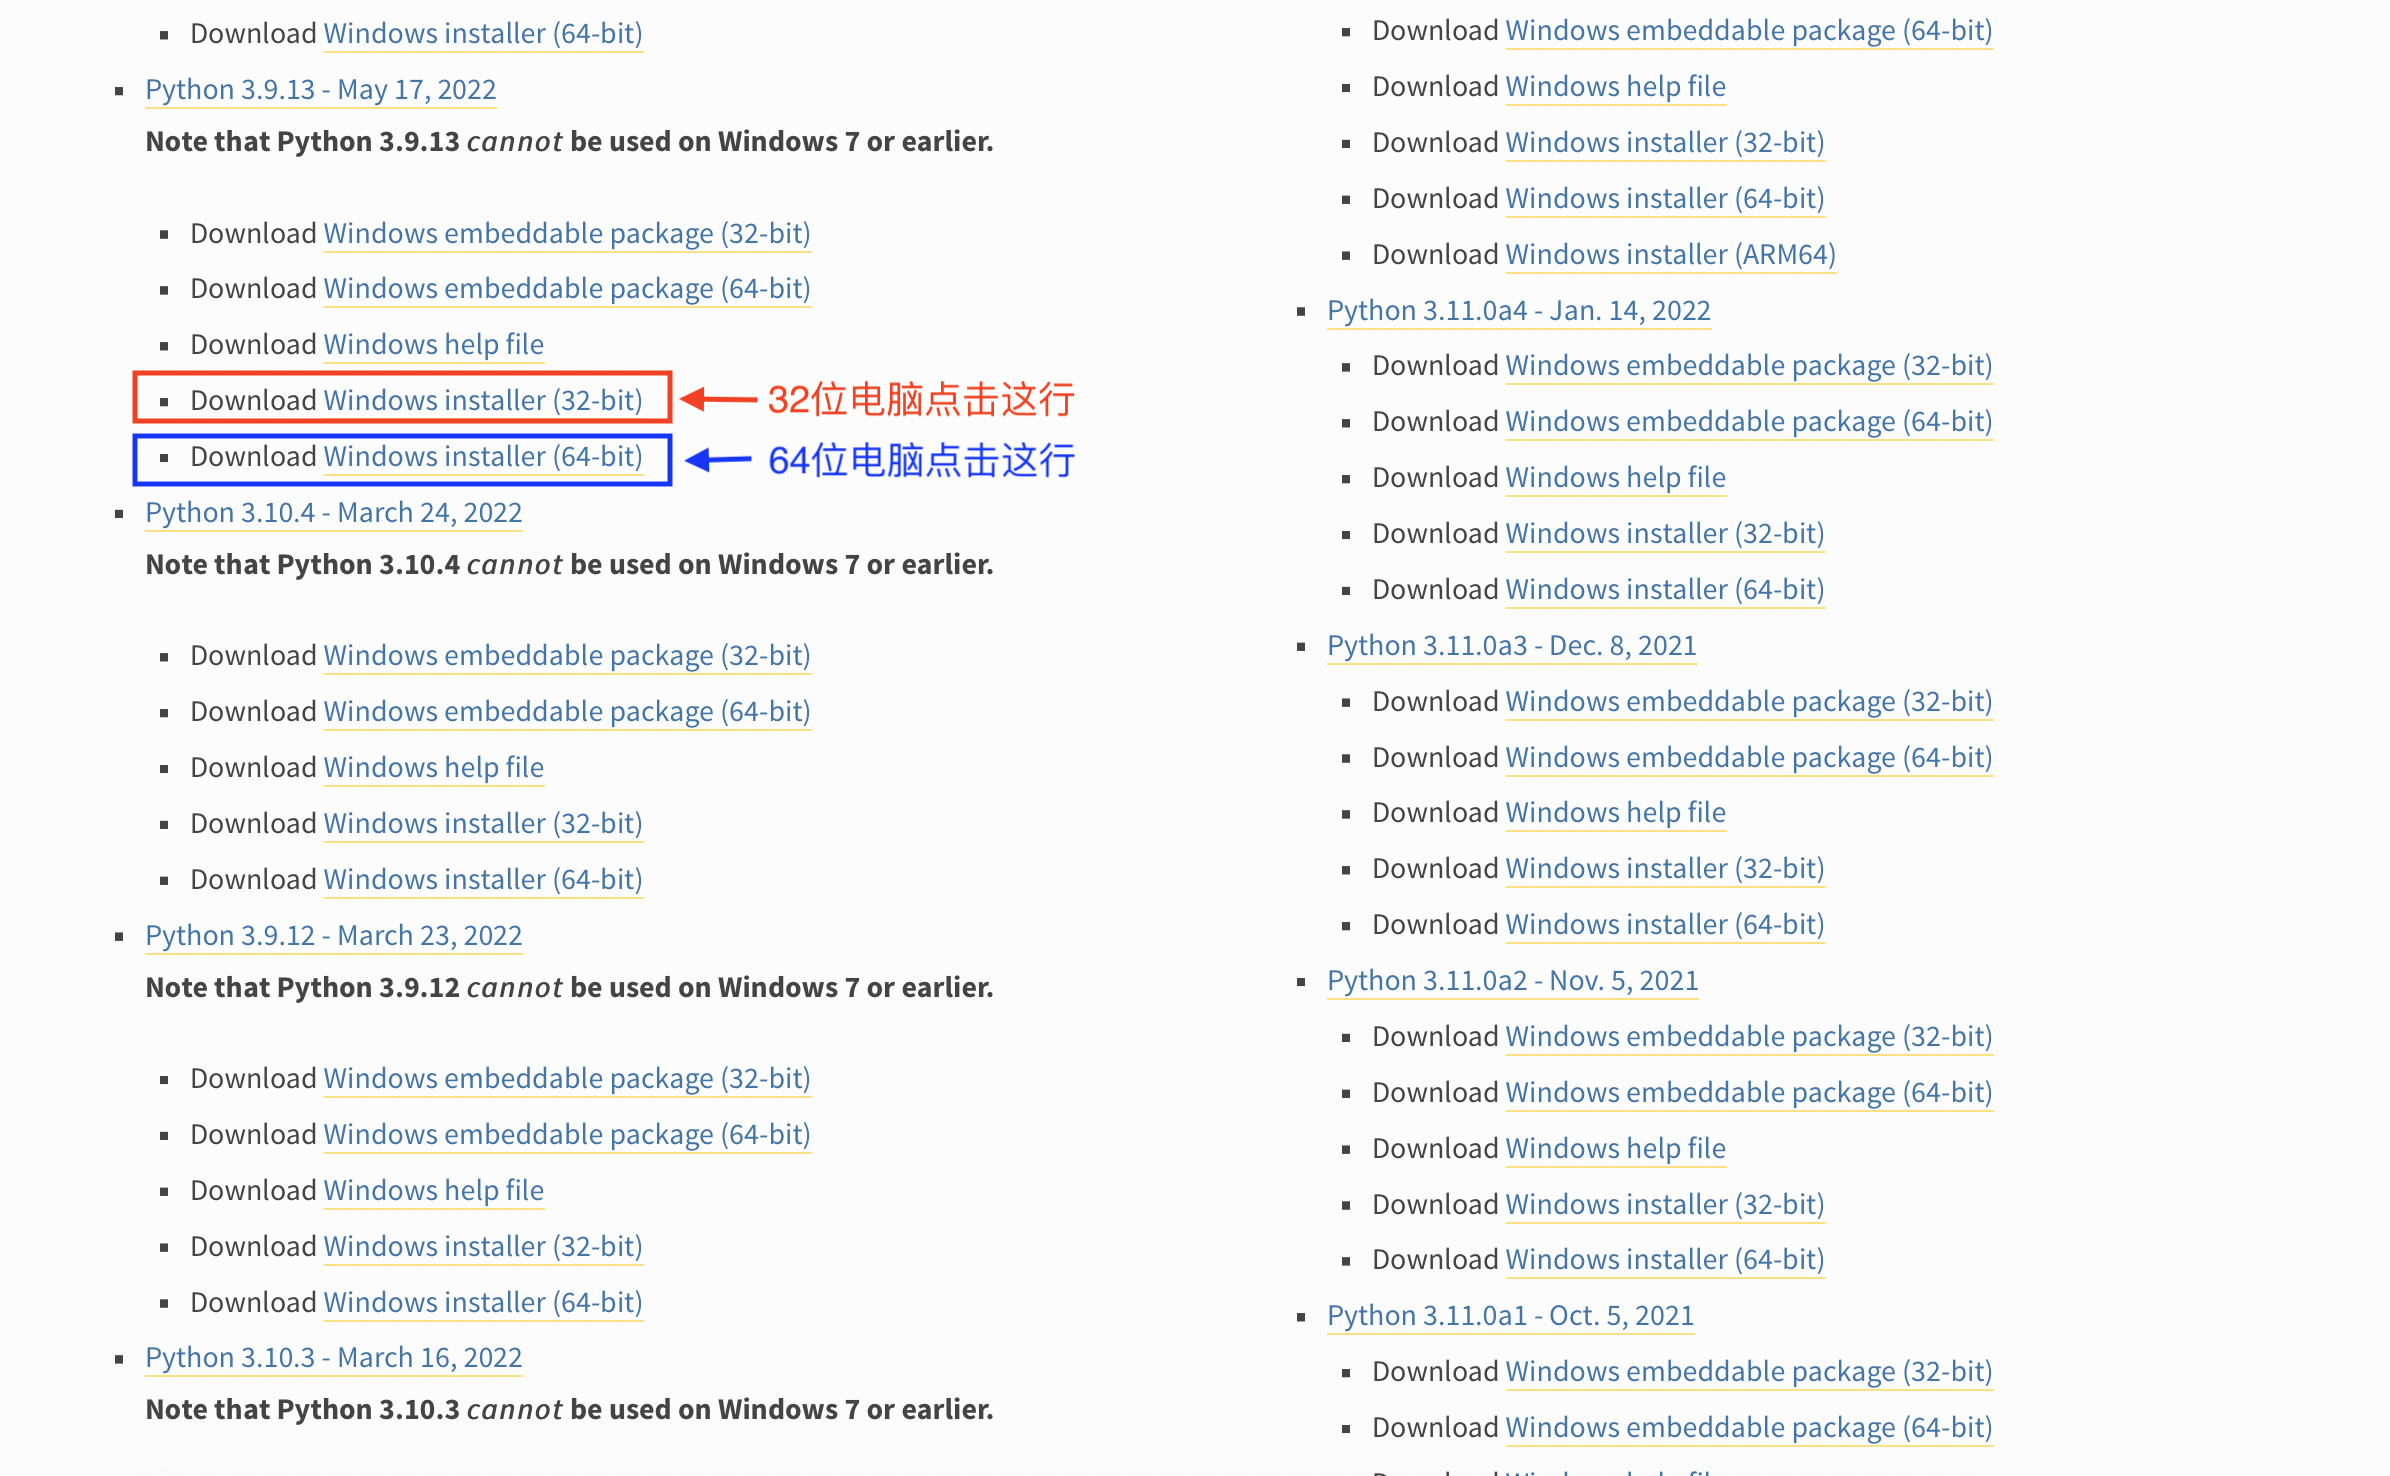 Download Windows installer (64-bit)
Python 3.9.13 - May 17, 2022
Note that Python 3.9.13 cannot be used on Windows 7 or earlier.
Download Windows embeddable package (32-bit)
Download Windows embeddable package (64-bit)
Download Windows help file
Download Windows installer (32-bit)
32位电脑点击这行
Download Windows installer (64-bit)
64位电脑点击这行
Python 3.10.4 - March 24, 2022
Note that Python 3.10.4 cannot be used on Windows 7 or earlier.
Download Windows embeddable package (32-bit)
Download Windows embeddable package (64-bit)
Download Windows help file
Download Windows installer (32-bit)
Download Windows installer (64-bit)
Python 3.9.12 - March 23, 2022
Note that Python 3.9.12 cannot be used on Windows 7 or earlier.
Download Windows embeddable package (32-bit)
Download Windows embeddable package (64-bit)
Download Windows help file
Download Windows installer (32-bit)
Download Windows installer (64-bit)
Python 3.10.3 - March 16, 2022
Note that Python 3.10.3 cannot be used on Windows 7 or earlier.
Download Windows embeddable package (64-bit)
Download Windows help file
Download Windows installer (32-bit)
Download Windows installer (64-bit)
Download Windows installer (ARM64)
Python 3.11.0a4 - Jan. 14, 2022
Download Windows embeddable package (32-bit)
Download Windows embeddable package (64-bit)
Download Windows help file
Download Windows installer (32-bit)
Download Windows installer (64-bit)
Python 3.11.0a3 - Dec. 8, 2021
Download Windows embeddable package (32-bit)
Download Windows embeddable package (64-bit)
Download Windows help file
Download Windows installer (32-bit)
Download Windows installer (64-bit)
Python 3.11.0a2 - Nov. 5, 2021
Download Windows embeddable package (32-bit)
Download Windows embeddable package (64-bit)
Download Windows help file
Download Windows installer (32-bit)
Download Windows installer (64-bit)
Python 3.11.0a1 - Oct. 5, 2021
Download Windows embeddable package (32-bit)
Download Windows embeddable package (64-bit)